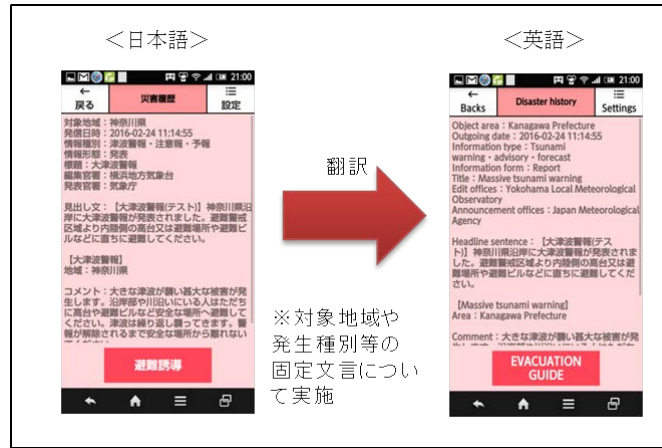 ＜日本語＞
21:00
←
戻る
災害履歴
設定
対象地域：神奈川県
発信日時：2016-02-24 11:14:55
情報種別：津波警報・注意報・予報
情報形態：発表
標題：大津波警報
編集官署：横浜地方気象台
発表官署：気象庁
見出し文：【大津波警報(テスト)】神奈川県沿
岸に大津波警報が発表されました。避難警戒
区域より内陸側の高台又は避難場所や避難ビ
ルなどに直ちに避難してください。
【大津波警報】
地域：神奈川県
コメント：大きな津波が襲い甚大な被害が発
生します。沿岸部や川沿いにいる人はただち
に高台や避難ビルなど安全な場所へ避難して
ください。津波は繰り返し襲ってきます。警
報が解除されるまで安全な場所から離れない
避難誘導
翻訳
※対象地域や
発生種別等の
固定文言につい
て実施
＜英語＞
21:00
←
Backs
Disaster history
Settings
Object area：Kanagawa Prefecture
Outgoing date：2016-02-24 11:14:55
Information type：Tsunami
warning・advisory・forecast
Information form：Report
Title：Massive tsunami warning
Edit offices：Yokohama Local Meteorological
Observatory
Announcement offices：Japan Meteorological
Agency
Headline sentence：【大津波警報(テス
ト)】神奈川県沿岸に大津波警報が発表されま
した。避難警戒区域より内陸側の高台又は避
難場所や避難ビルなどに直ちに避難してくだ
さい。
【Massive tsunami warning】
Area：Kanagawa Prefecture
Comment：大きな津波が襲い甚大な被害が発
EVACUATION
GUIDE